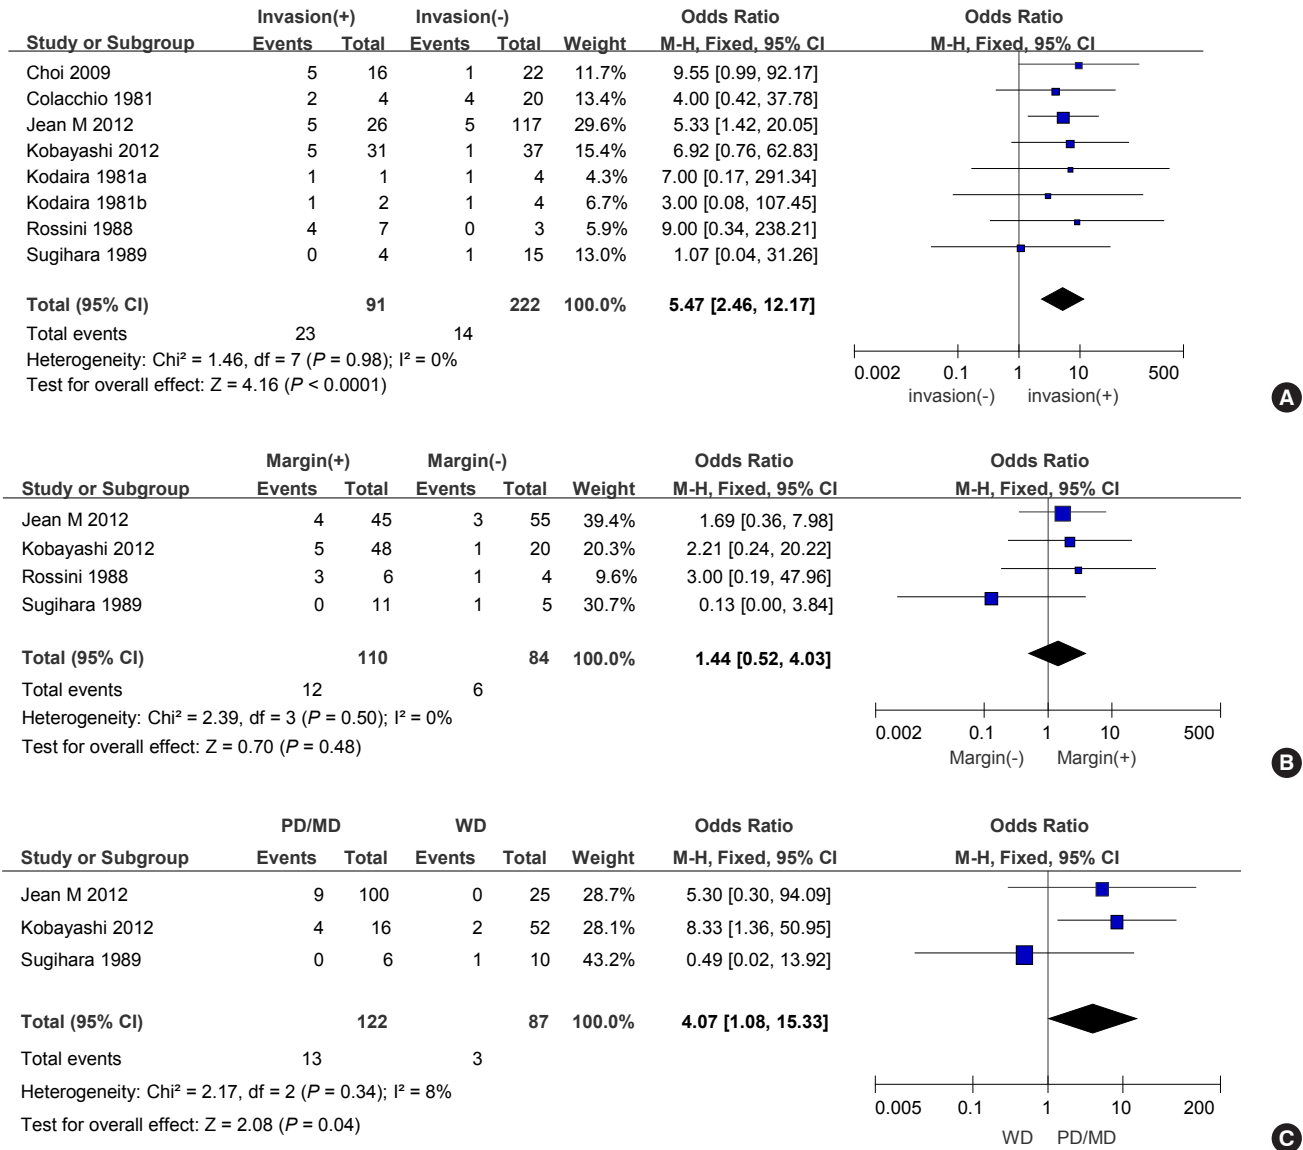 Invasion(+) Invasion(-) Odds Ratio Odds Ratio
Study or Subgroup Events Total Events Total Weight M-H, Fixed, 95% CI M-H, Fixed, 95% CI
Choi 2009 5 16 1 22 11.7% 9.55 [0.99, 92.17]
Colacchio 1981 2 4 4 20 13.4% 4.00 [0.42, 37.78]
Jean M 2012 5 26 5 117 29.6% 5.33 [1.42, 20.05]
Kobayashi 2012 5 31 1 37 15.4% 6.92 [0.76, 62.83]
Kodaira 1981a 1 1 1 4 4.3% 7.00 [0.17, 291.34]
Kodaira 1981b 1 2 1 4 6.7% 3.00 [0.08, 107.45]
Rossini 1988 4 7 0 3 5.9% 9.00 [0.34, 238.21]
Sugihara 1989 0 4 1 15 13.0% 1.07 [0.04, 31.26]
Total (95% CI) 91 222 100.0% 5.47 [2.46, 12.17]
Total events 23 14
Heterogeneity: Chi² = 1.46, df = 7 (P = 0.98); I² = 0%
Test for overall effect: Z = 4.16 (P < 0.0001)
0.002 0.1 1 10 500
invasion(-) invasion(+)
A
Margin(+) Margin(-) Odds Ratio Odds Ratio
Study or Subgroup Events Total Events Total Weight M-H, Fixed, 95% CI M-H, Fixed, 95% CI
Jean M 2012 4 45 3 55 39.4% 1.69 [0.36, 7.98]
Kobayashi 2012 5 48 1 20 20.3% 2.21 [0.24, 20.22]
Rossini 1988 3 6 1 4 9.6% 3.00 [0.19, 47.96]
Sugihara 1989 0 11 1 5 30.7% 0.13 [0.00, 3.84]
Total (95% CI) 110 84 100.0% 1.44 [0.52, 4.03]
Total events 12 6
Heterogeneity: Chi² = 2.39, df = 3 (P = 0.50); I² = 0%
Test for overall effect: Z = 0.70 (P = 0.48)
0.002 0.1 1 10 500
Margin(-) Margin(+)
B
PD/MD WD Odds Ratio Odds Ratio
Study or Subgroup Events Total Events Total Weight M-H, Fixed, 95% CI M-H, Fixed, 95% CI
Jean M 2012 9 100 0 25 28.7% 5.30 [0.30, 94.09]
Kobayashi 2012 4 16 2 52 28.1% 8.33 [1.36, 50.95]
Sugihara 1989 0 6 1 10 43.2% 0.49 [0.02, 13.92]
Total (95% CI) 122 87 100.0% 4.07 [1.08, 15.33]
Total events 13 3
Heterogeneity: Chi² = 2.17, df = 2 (P = 0.34); I² = 8%
Test for overall effect: Z = 2.08 (P = 0.04)
0.005 0.1 1 10 200
WD PD/MD
C